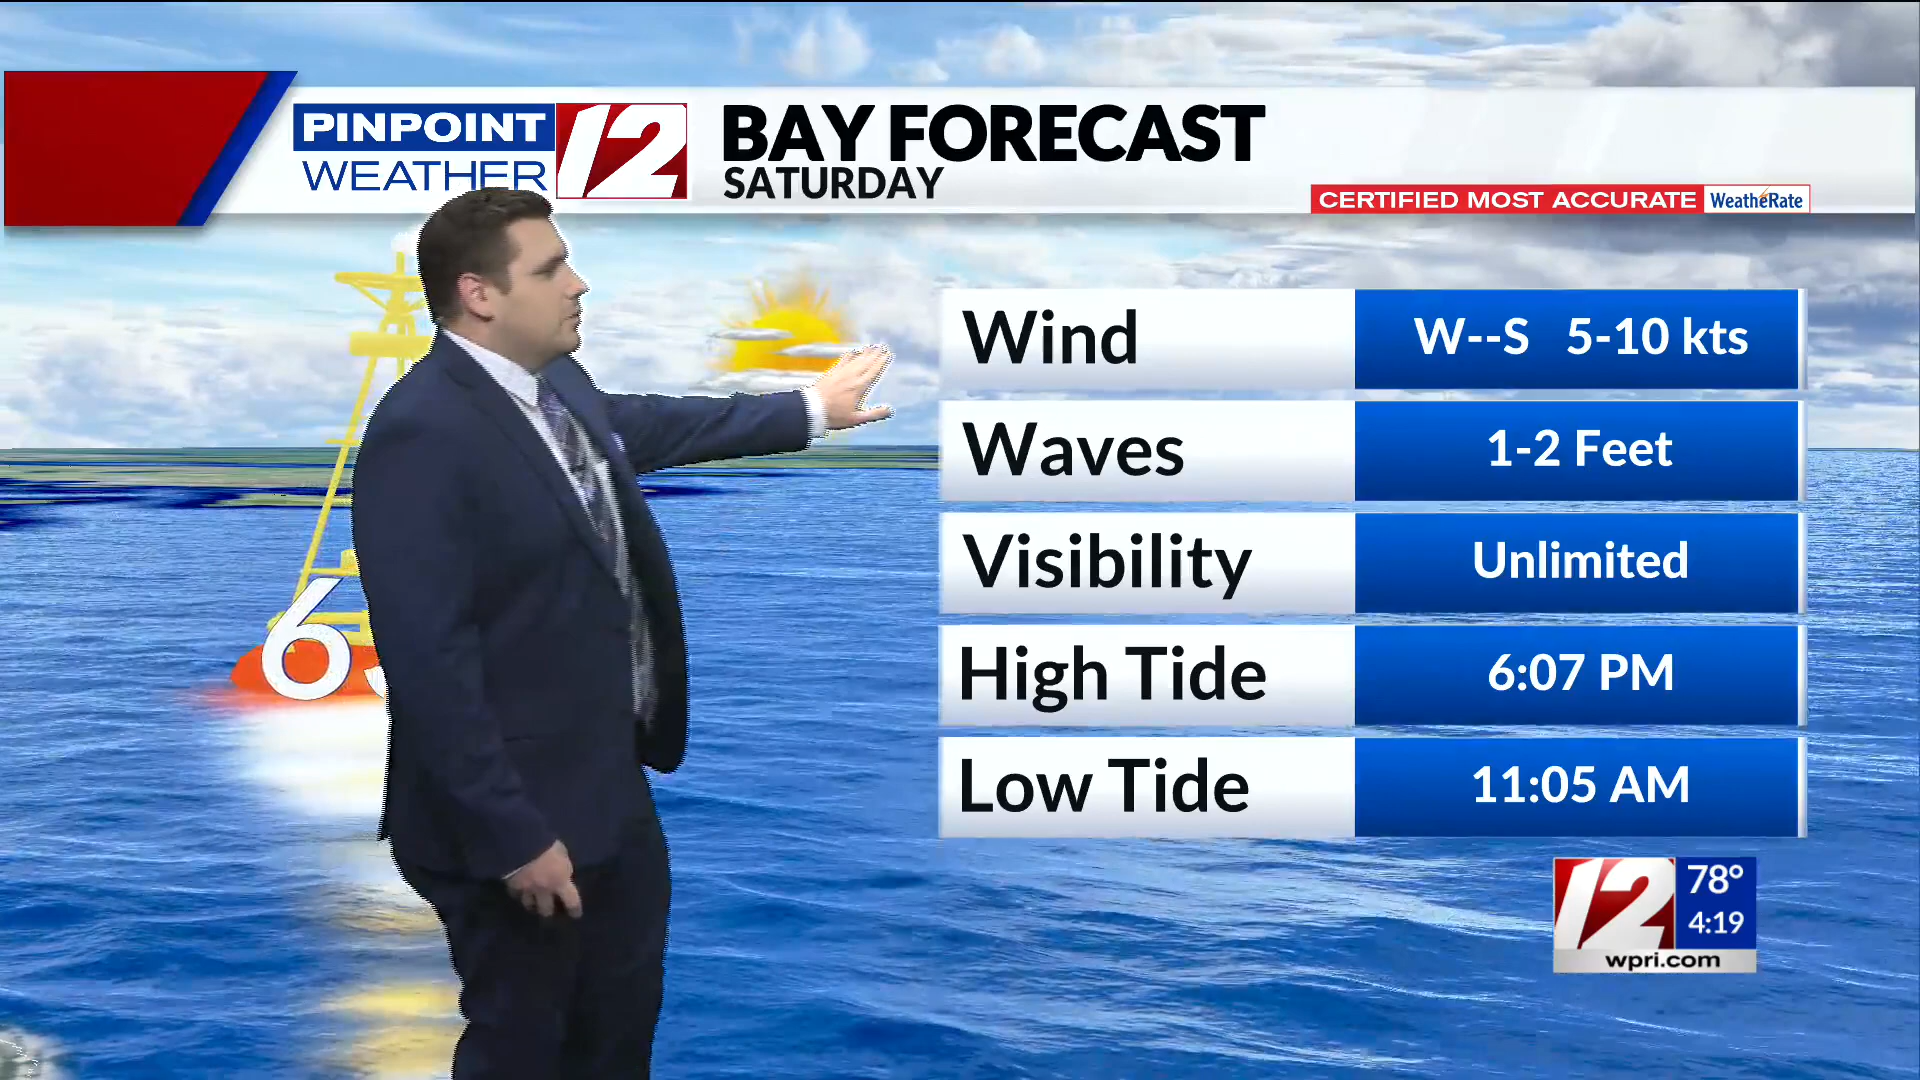 PINPOINT
WEATHER
12
BAY FORECAST
SATURDAY
CERTIFIED MOST ACCURATE WeatheRate
Wind W--S 5-10 kts
Waves 1-2 Feet
Visibility Unlimited
High Tide 6:07 PM
Low Tide 11:05 AM
12
78°
4:19
wpri.com